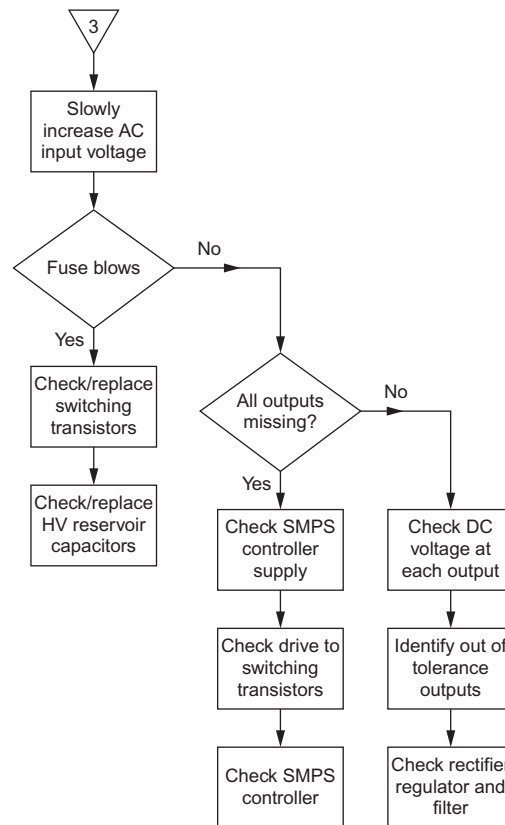 3
Slowly
increase AC
input voltage
Fuse blows
No
Yes
Check/replace
switching
transistors
Check/replace
HV reservoir
capacitors
All outputs
missing?
No
Yes
Check SMPS
controller
supply
Check drive to
switching
transistors
Check SMPS
controller
Check DC
voltage at
each output
Identify out of
tolerance
outputs
Check rectifier
regulator and
filter